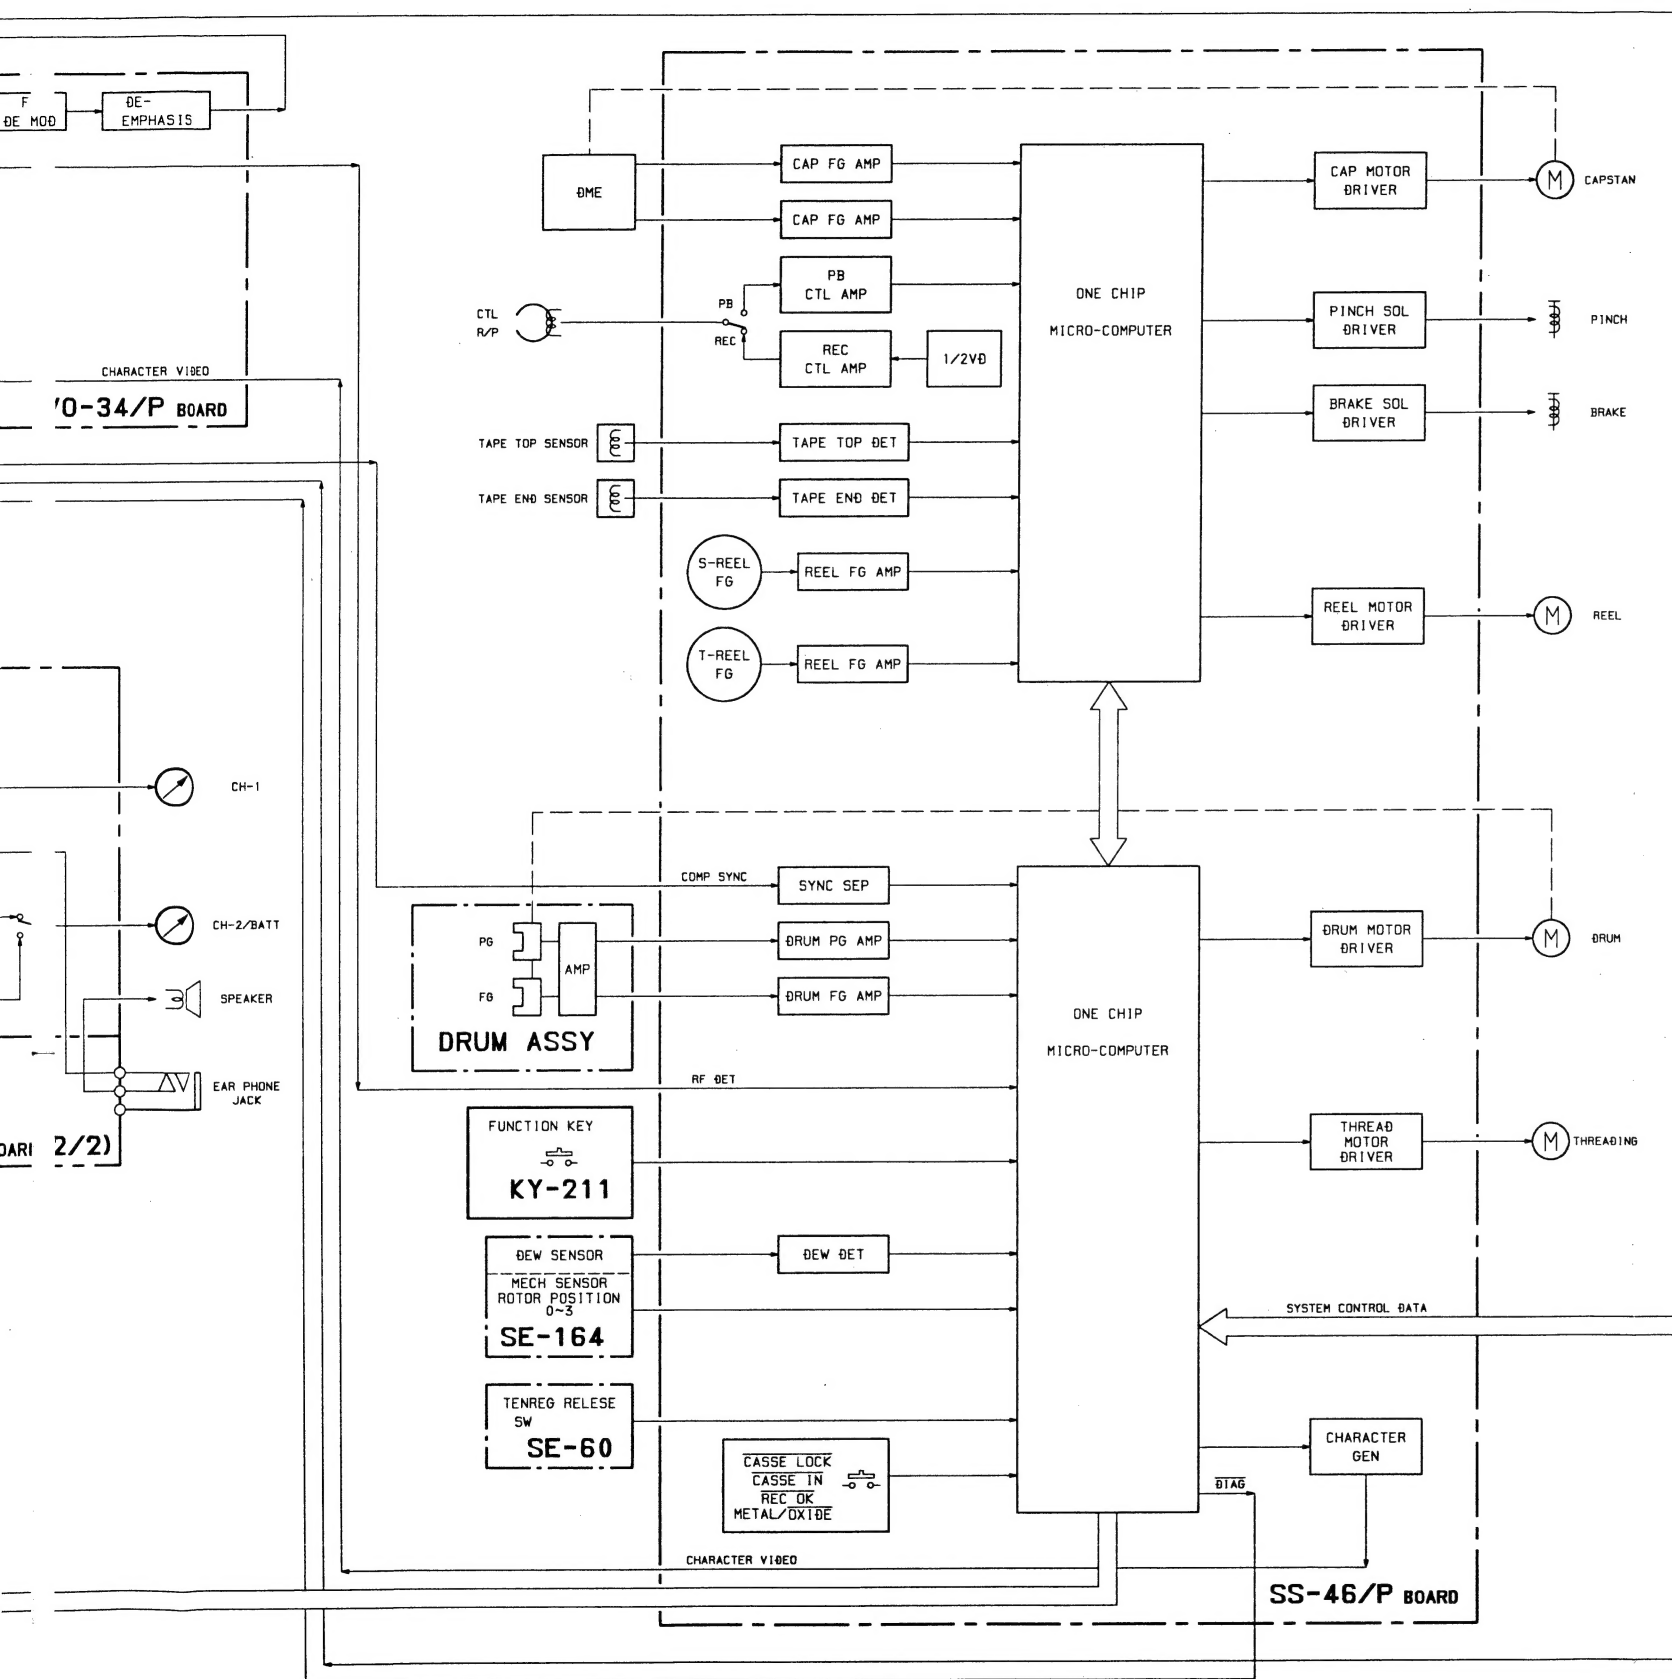 F
DE MOD
DE-
EMPHASIS
CHARACTER VIDEO
O-34/P BOARD
CH-1
CH-2/BATT
SPEAKER
EAR PHONE
JACK
2/2)
DME
CAP FG AMP
CAP FG AMP
PB
CTL AMP
CTL
R/P
PB
REC
REC
CTL AMP
1/2VD
TAPE TOP SENSOR
TAPE TOP DET
TAPE END SENSOR
TAPE END DET
S-REEL
FG
REEL FG AMP
T-REEL
FG
REEL FG AMP
ONE CHIP
MICRO-COMPUTER
CAP MOTOR
DRIVER
M
CAPSTAN
PINCH SOL
DRIVER
PINCH
BRAKE SOL
DRIVER
BRAKE
REEL MOTOR
DRIVER
M
REEL
COMP SYNC
SYNC SEP
PG
FG
AMP
DRUM PG AMP
DRUM FG AMP
DRUM ASSY
RF DET
FUNCTION KEY
KY-211
DEW SENSOR
DEW DET
MECH SENSOR
ROTOR POSITION
0~3
SE-164
TENREG RELESE
SW
SE-60
CASSE LOCK
CASSE IN
REC OK
METAL/OXIDE
ONE CHIP
MICRO-COMPUTER
DRUM MOTOR
DRIVER
M
DRUM
THREAD
MOTOR
DRIVER
M
THREADING
SYSTEM CONTROL DATA
CHARACTER
GEN
DIAG
CHARACTER VIDEO
SS-46/P BOARD